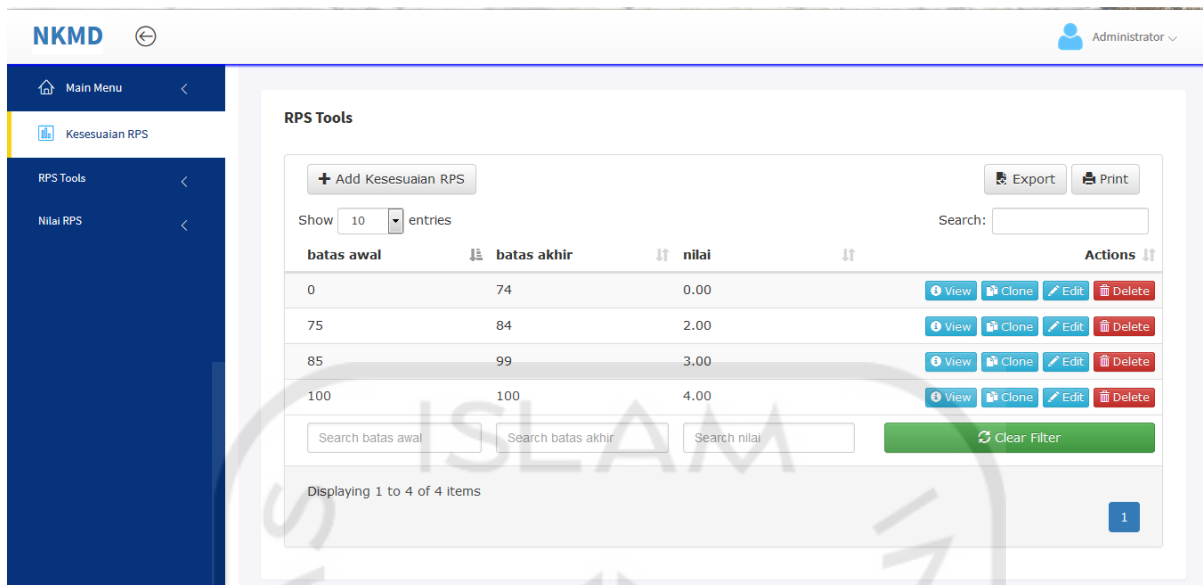 NKMD
Administrator
Main Menu
Kesesuaian RPS
RPS Tools
Nilai RPS
RPS Tools
Add Kesesuaian RPS
Export Print
Show 10 entries
Search:
batas awal batas akhir nilai Actions
0 74 0.00 View Clone Edit Delete
75 84 2.00 View Clone Edit Delete
85 99 3.00 View Clone Edit Delete
100 100 4.00 View Clone Edit Delete
Search batas awal Search batas akhir Search nilai Clear Filter
ISLAM
Displaying 1 to 4 of 4 items
1